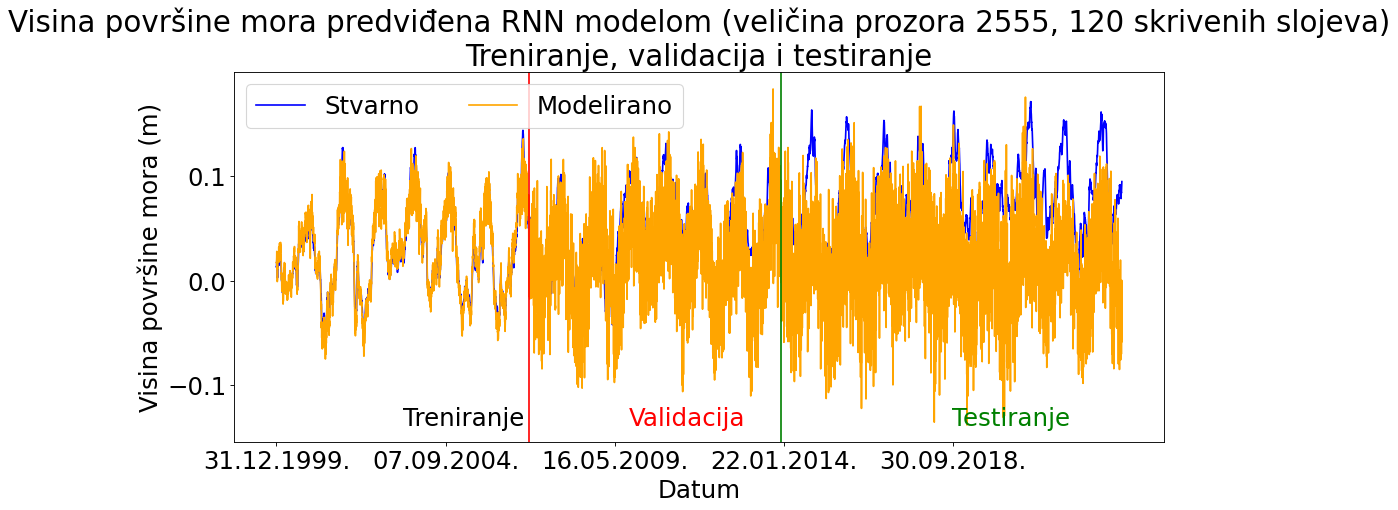 Visina površine mora predviđena RNN modelom (veličina prozora 2555, 120 skrivenih slojeva)
Treniranje, validacija i testiranje
Stvarno
Modelirano
Visina površine mora (m)
0.1
0.0
−0.1
Treniranje
Validacija
Testiranje
31.12.1999.
07.09.2004.
16.05.2009.
22.01.2014.
30.09.2018.
Datum